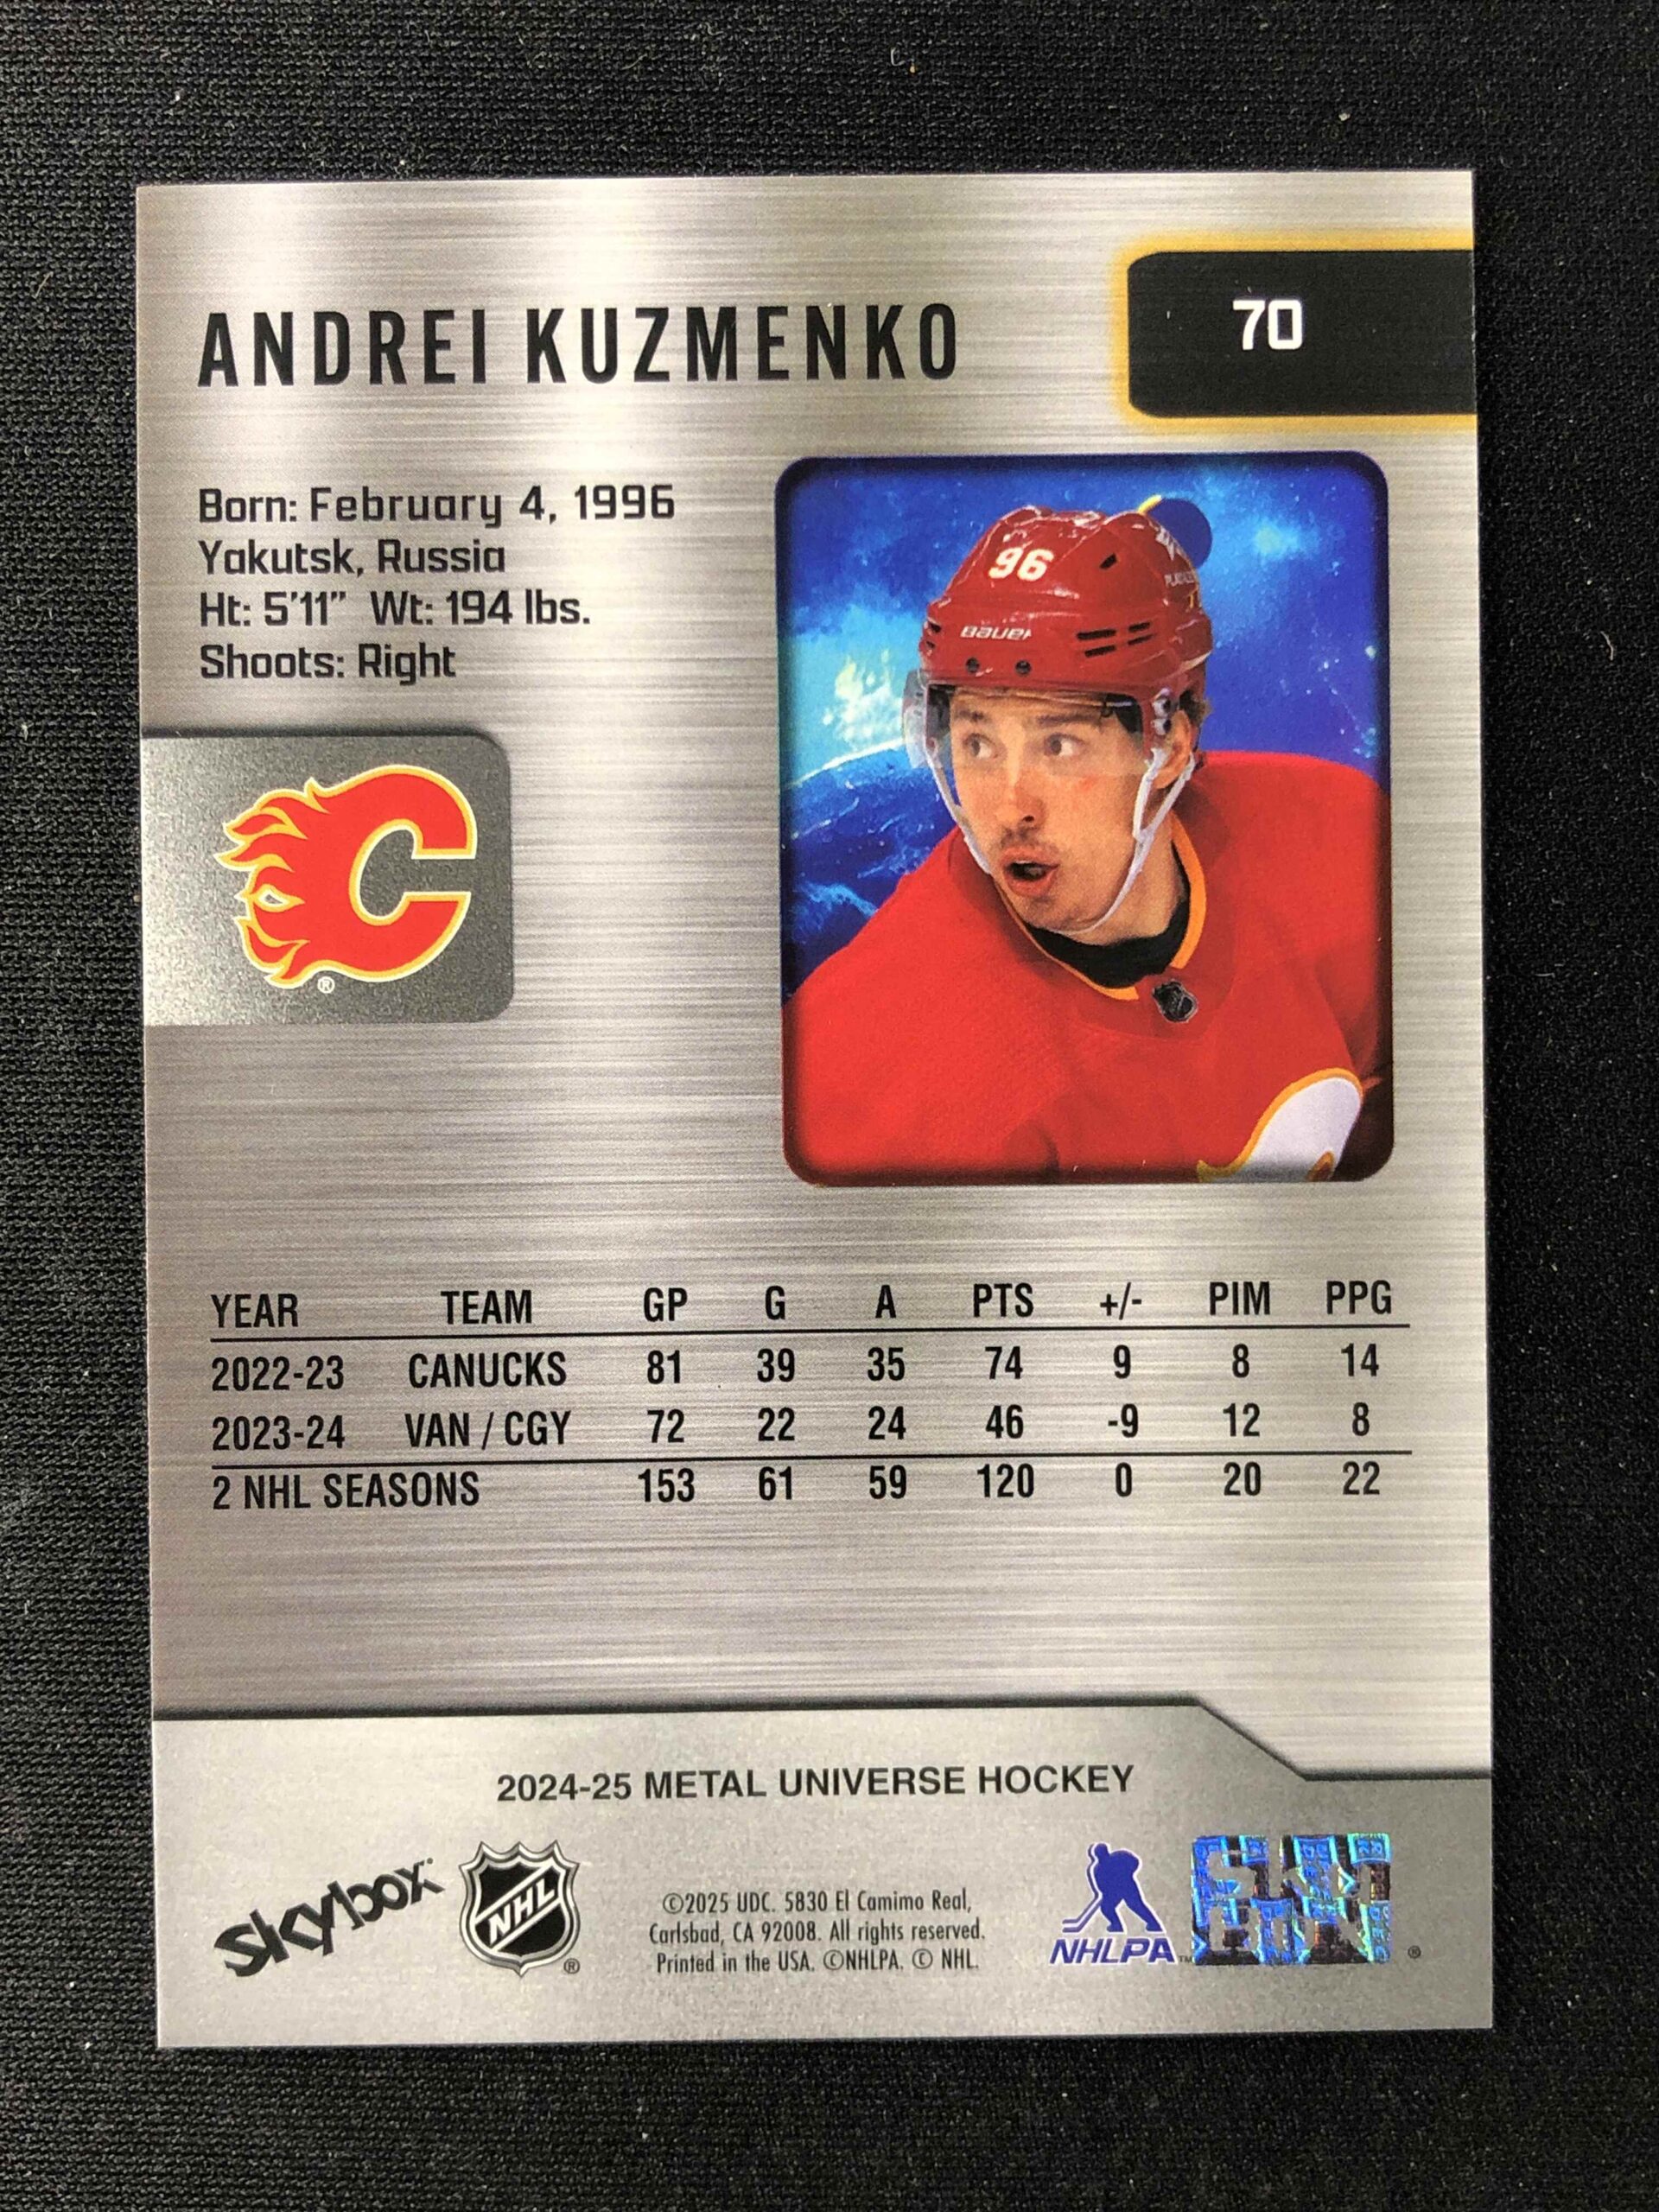 ANDREI KUZMENKO
70
Born: February 4, 1996
Yakutsk, Russia
Ht: 5'11" Wt: 194 lbs.
Shoots: Right
96
BAUER
®
YEAR TEAM GP G A PTS +/- PIM PPG
2022-23 CANUCKS 81 39 35 74 9 8 14
2023-24 VAN / CGY 72 22 24 46 -9 12 8
2 NHL SEASONS 153 61 59 120 0 20 22
2024-25 METAL UNIVERSE HOCKEY
Skybox
NHL ®
©2025 UDC. 5830 El Camimo Real,
Carlsbad, CA 92008. All rights reserved.
Printed in the USA. ©NHLPA. © NHL.
NHLPA™
®